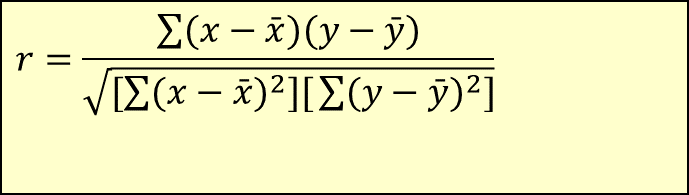 r = ∑(x − x̄)(y − ȳ) / √[∑(x − x̄)²][∑(y − ȳ)²]